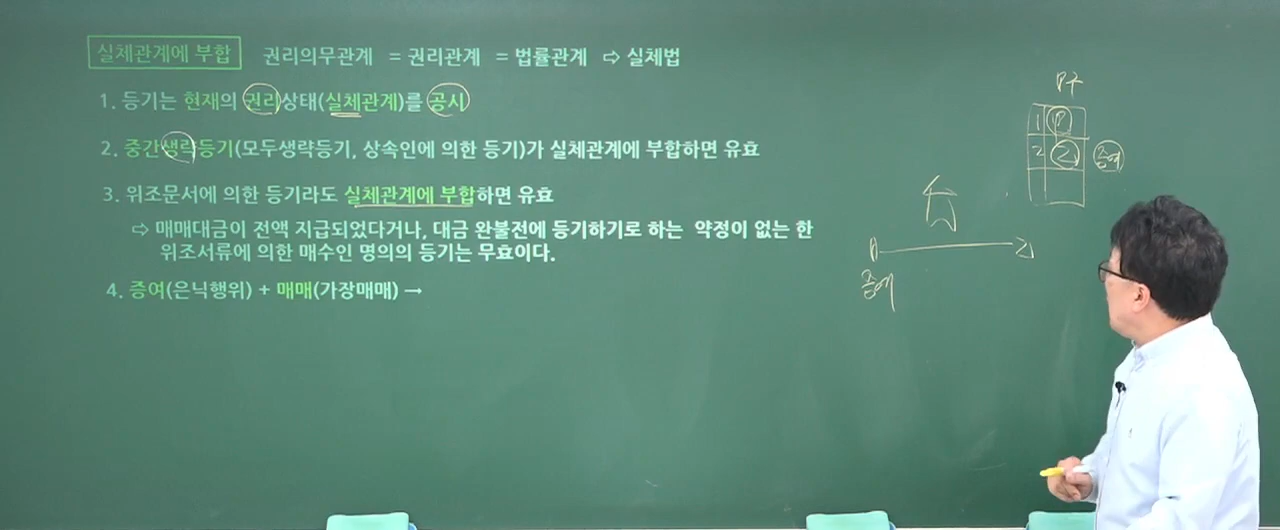 실체관계에 부합 권리의무관계 = 권리관계 = 법률관계 ⇨ 실체법
1. 등기는 현재의 권리상태(실체관계)를 공시
2. 중간생략등기(모두생략등기, 상속인에 의한 등기)가 실체관계에 부합하면 유효
3. 위조문서에 의한 등기라도 실체관계에 부합하면 유효
⇨ 매매대금이 전액 지급되었다거나, 대금 완불전에 등기하기로 하는 약정이 없는 한
위조서류에 의한 매수인 명의의 등기는 무효이다.
4. 증여(은닉행위) + 매매(가장매매) →
1
2 乙 증여
甲 乙
증여